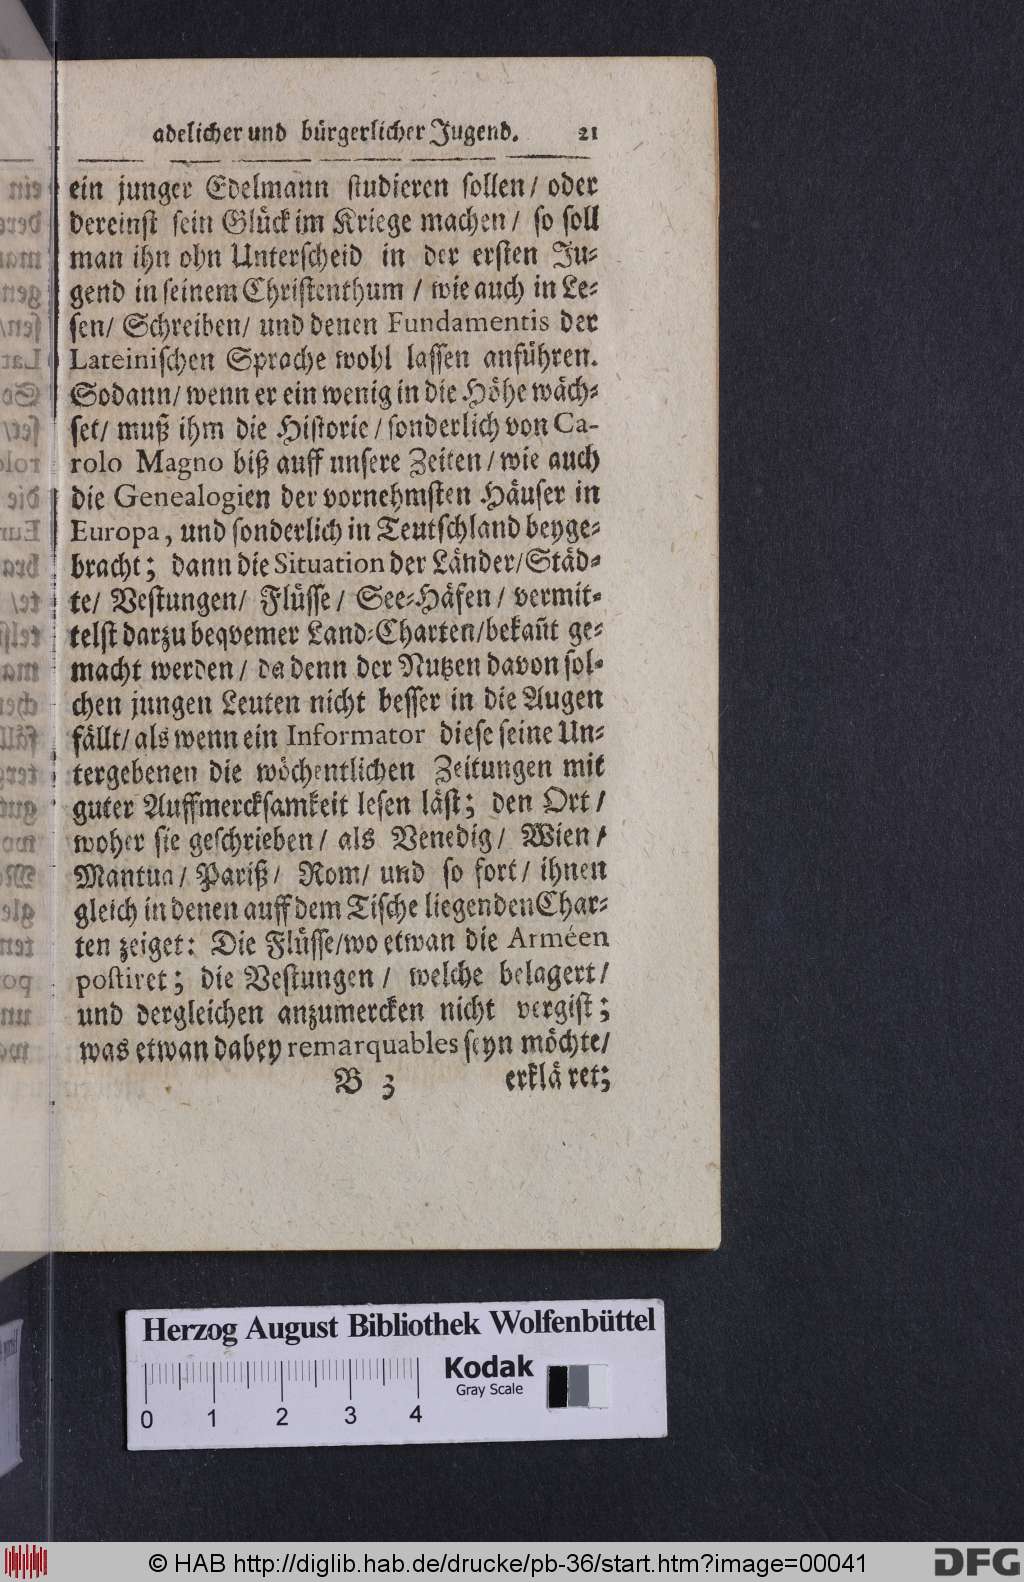 adelicher und bürgerlicher Jugend. 21
ein junger Edelmann studieren sollen/ oder
dereinst sein Glück im Kriege machen/ so soll
man ihn ohn Unterscheid in der ersten Ju-
gend in seinem Christenthum / wie auch in Le-
sen/ Schreiben/ und denen Fundamentis der
Lateinischen Sprache wohl lassen anführen.
Sodann/ wenn er ein wenig in die Höhe wäch-
set/ muß ihm die Historie / sonderlich von Ca-
rolo Magno biß auff unsere Zeiten / wie auch
die Genealogien der vornehmsten Häuser in
Europa, und sonderlich in Teutschland beyge-
bracht; dann die Situation der Länder/Städ-
te/ Vestungen/ Flüsse/ See-Häfen/ vermit-
telst darzu beqvemer Land-Charten/bekañt ge-
macht werden/ da denn der Nutzen davon sol-
chen jungen Leuten nicht besser in die Augen
fällt/ als wenn ein Informator diese seine Un-
tergebenen die wöchentlichen Zeitungen mit
guter Auffmercksamkeit lesen läst; den Ort/
woher sie geschrieben/ als Venedig/ Wien/
Mantua/ Pariß/ Rom/ und so fort/ ihnen
gleich in denen auff dem Tische liegenden Char-
ten zeiget: Die Flüsse/wo etwan die Arméen
postiret; die Vestungen/ welche belagert/
und dergleichen anzumercken nicht vergist;
was etwan dabey remarquables seyn möchte/
B 3 erkläret;
Herzog August Bibliothek Wolfenbüttel
Kodak
Gray Scale
0 1 2 3 4
© HAB http://diglib.hab.de/drucke/pb-36/start.htm?image=00041
DFG